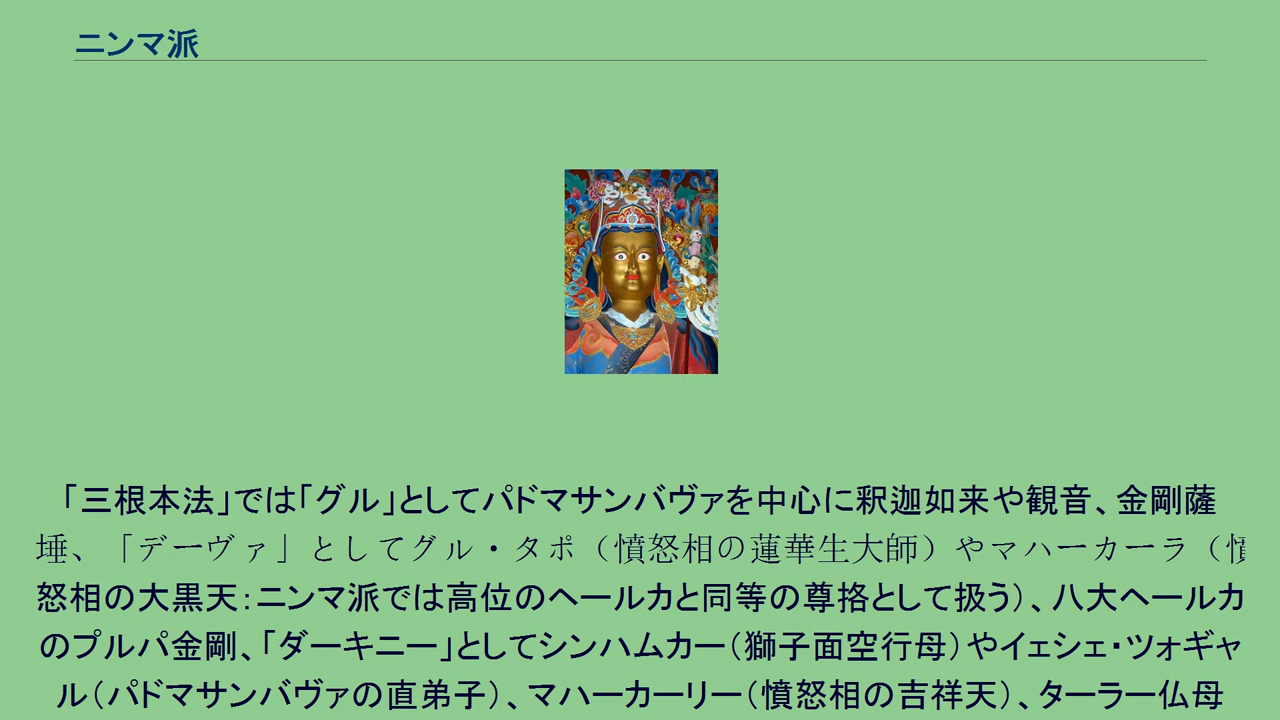 ニンマ派
「三根本法」では「グル」としてパドマサンバヴァを中心に釈迦如来や観音、金剛薩
埵、「デーヴァ」としてグル・タポ（憤怒相の蓮華生大師）やマハーカーラ（憤
怒相の大黒天：ニンマ派では高位のヘールカと同等の尊挌として扱う）、八大ヘールカ
のプルパ金剛、「ダーキニー」としてシンハムカー（獅子面空行母）やイェシェ・ツォギャ
ル（パドマサンバヴァの直弟子）、マハーカーリー（憤怒相の吉祥天）、ターラー仏母